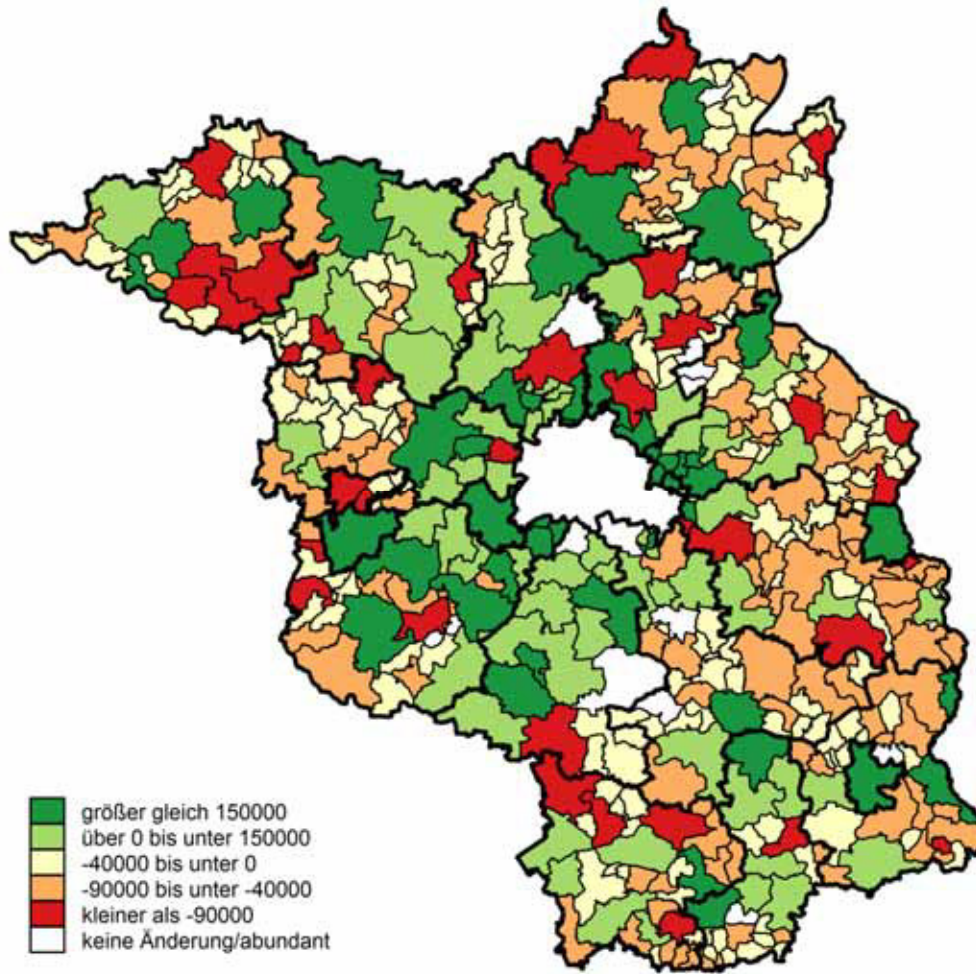 größer gleich 150000
über 0 bis unter 150000
-40000 bis unter 0
-90000 bis unter -40000
kleiner als -90000
keine Änderung/abundant